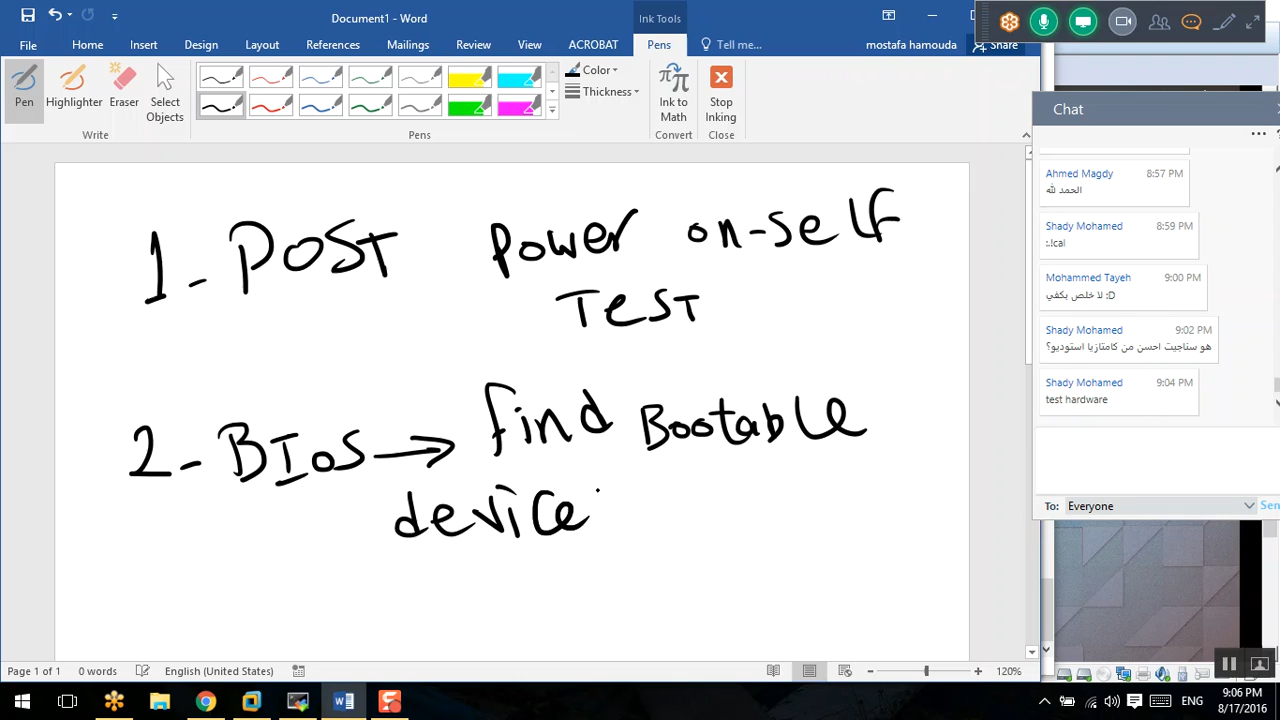 Document1 - Word
Ink Tools
File
Home
Insert
Design
Layout
References
Mailings
Review
View
ACROBAT
Pens
Tell me...
mostafa hamouda
Share
Pen
Highlighter
Eraser
Select Objects
Color
Thickness
Ink to Math
Stop Inking
Write
Pens
Convert
Close
1- POST Power on-self
TEST
2- BIOS → find Bootable
device
Chat
Ahmed Magdy 8:57 PM
الحمد لله
Shady Mohamed 8:59 PM
:.!cal
Mohammed Tayeh 9:00 PM
لا خلص بكفي :D
Shady Mohamed 9:02 PM
هو سناجيت احسن من كامتازيا استوديو؟
Shady Mohamed 9:04 PM
test hardware
To: Everyone
Sen
Page 1 of 1
0 words
English (United States)
120%
ENG
9:06 PM
8/17/2016